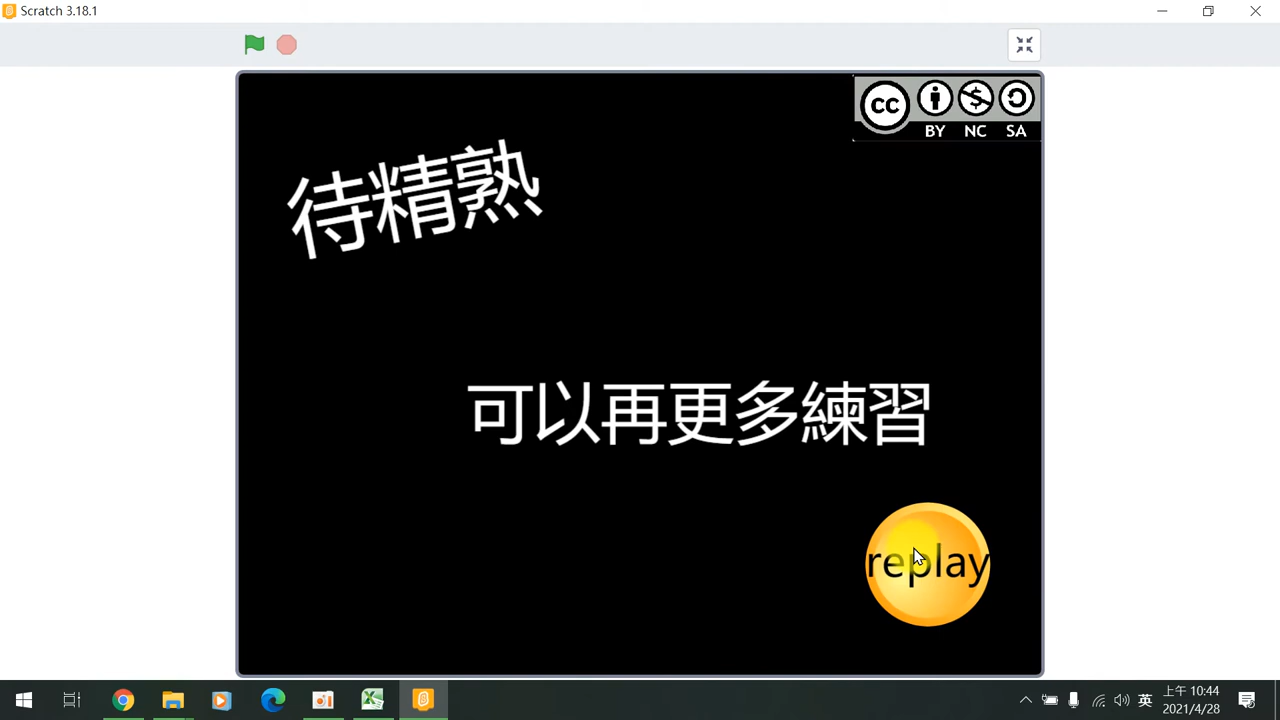 Scratch 3.18.1
cc
BY NC SA
待精熟
可以再更多練習
replay
英
上午 10:44
2021/4/28